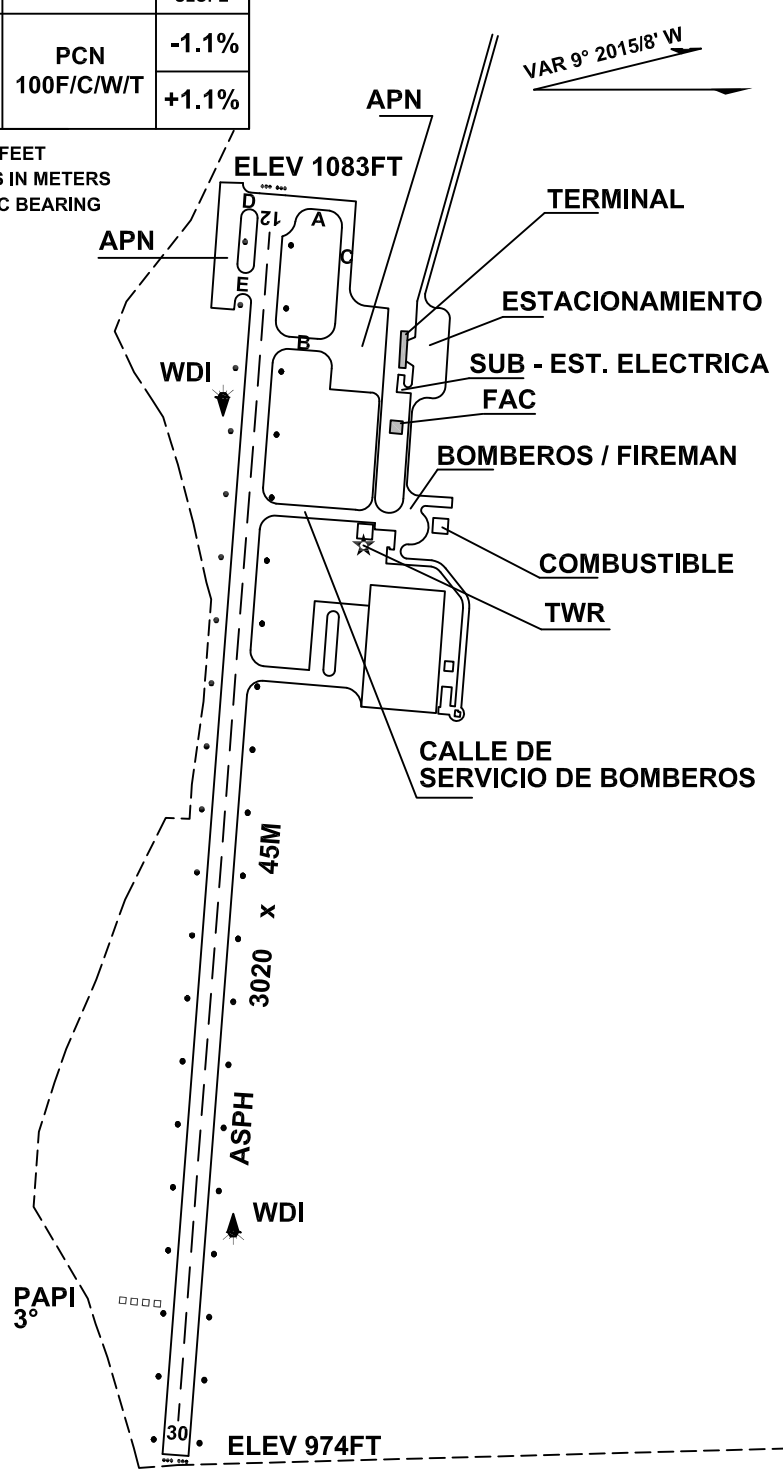 PCN
100F/C/W/T
-1.1%
+1.1%
FEET
S IN METERS
C BEARING
VAR 9° 2015/8' W
APN
ELEV 1083FT
TERMINAL
APN
D
12
A
C
E
B
ESTACIONAMIENTO
WDI
SUB - EST. ELECTRICA
FAC
BOMBEROS / FIREMAN
COMBUSTIBLE
TWR
CALLE DE
SERVICIO DE BOMBEROS
3020 x 45M
ASPH
WDI
PAPI
3°
30
ELEV 974FT